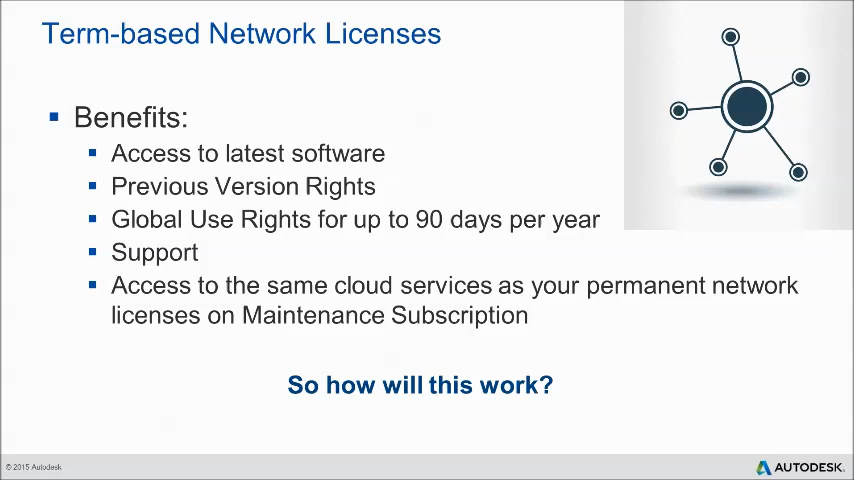 Term-based Network Licenses
Benefits:
Access to latest software
Previous Version Rights
Global Use Rights for up to 90 days per year
Support
Access to the same cloud services as your permanent network
licenses on Maintenance Subscription
So how will this work?
© 2015 Autodesk
AUTODESK.